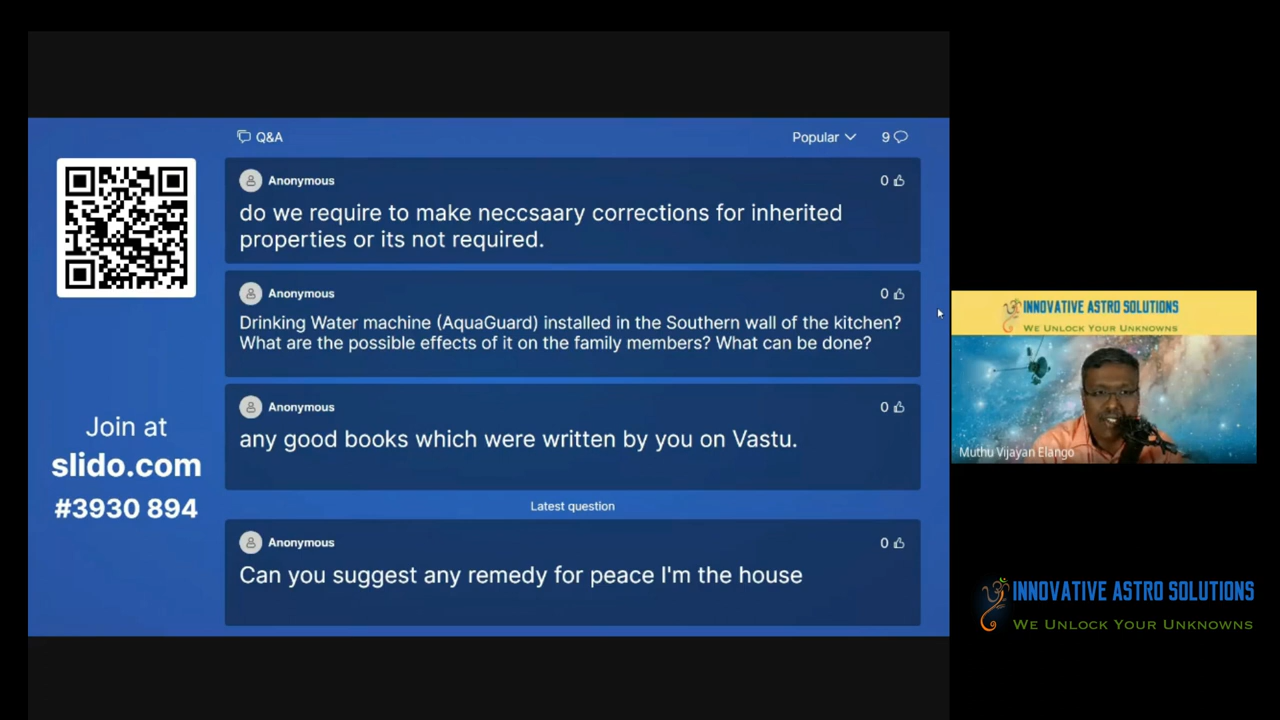 Q&A
Popular
9
Anonymous
0
do we require to make neccsaary corrections for inherited
properties or its not required.
Anonymous
0
Drinking Water machine (AquaGuard) installed in the Southern wall of the kitchen?
What are the possible effects of it on the family members? What can be done?
Anonymous
0
any good books which were written by you on Vastu.
Latest question
Anonymous
0
Can you suggest any remedy for peace I'm the house
Join at
slido.com
#3930 894
INNOVATIVE ASTRO SOLUTIONS
WE UNLOCK YOUR UNKNOWNS
Muthu Vijayan Elango
INNOVATIVE ASTRO SOLUTIONS
WE UNLOCK YOUR UNKNOWNS